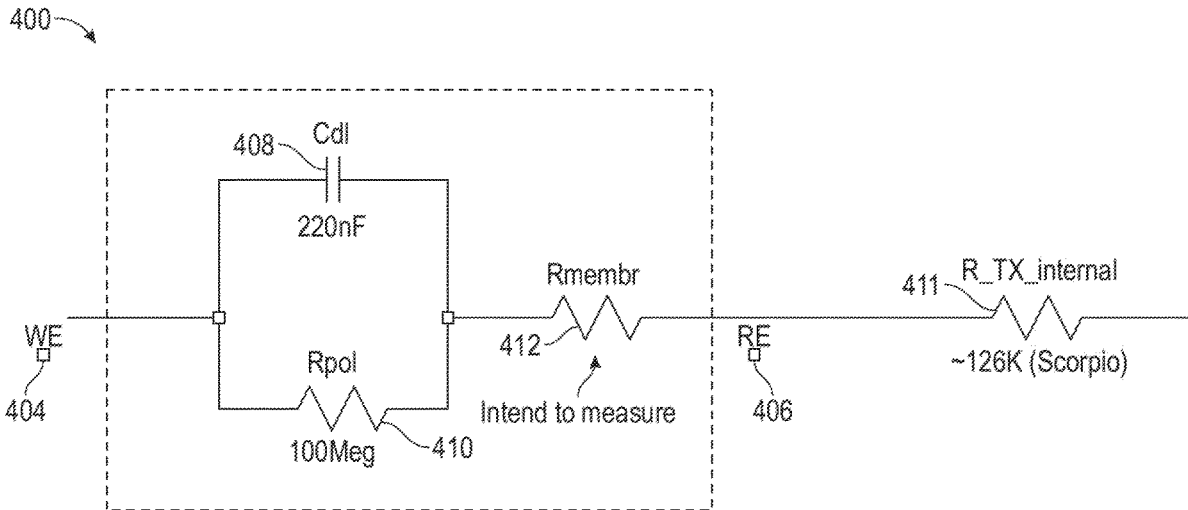 400
Cdl
408
220nF
Rmembr
R_TX_internal
411
412
WE
RE
~126K (Scorpio)
Rpol
404
406
Intend to measure
100Meg
410